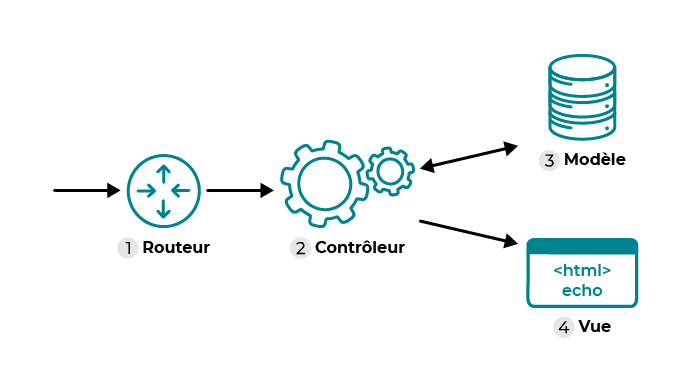 1 Routeur
2 Contrôleur
3 Modèle
<html>
echo
4 Vue